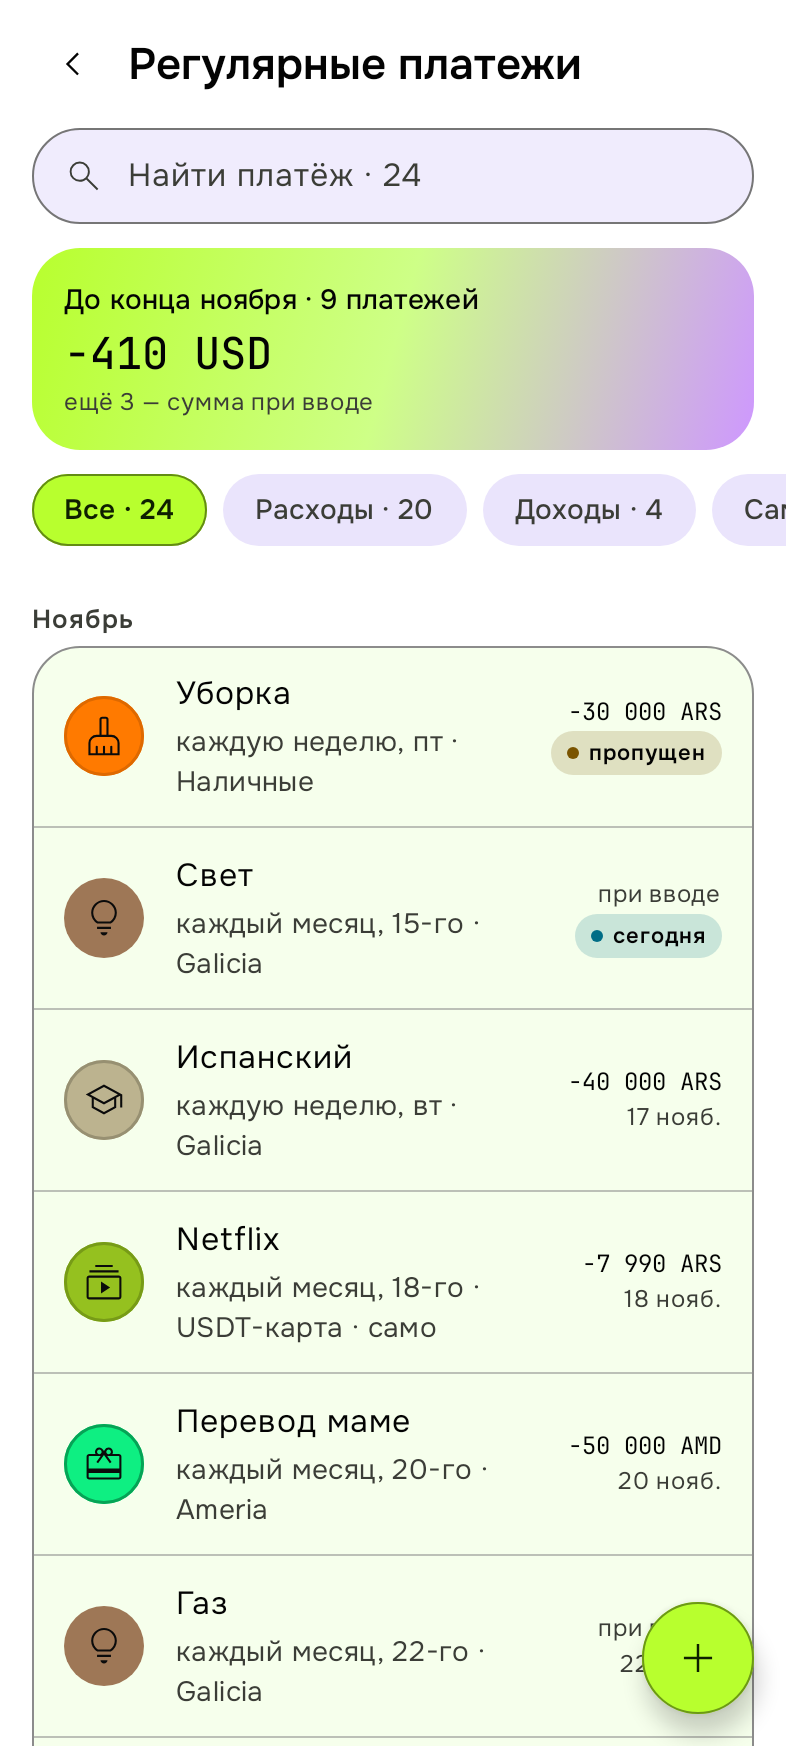 Регулярные платежи
Найти платёж · 24
До конца ноября · 9 платежей
-410 USD
ещё 3 — сумма при вводе
Все · 24
Расходы · 20
Доходы · 4
Ноябрь
Уборка
каждую неделю, пт ·
Наличные
-30 000 ARS
пропущен
Свет
каждый месяц, 15-го ·
Galicia
при вводе
сегодня
Испанский
каждую неделю, вт ·
Galicia
-40 000 ARS
17 нояб.
Netflix
каждый месяц, 18-го ·
USDT-карта · само
-7 990 ARS
18 нояб.
Перевод маме
каждый месяц, 20-го ·
Ameria
-50 000 AMD
20 нояб.
Газ
каждый месяц, 22-го ·
Galicia
при
22